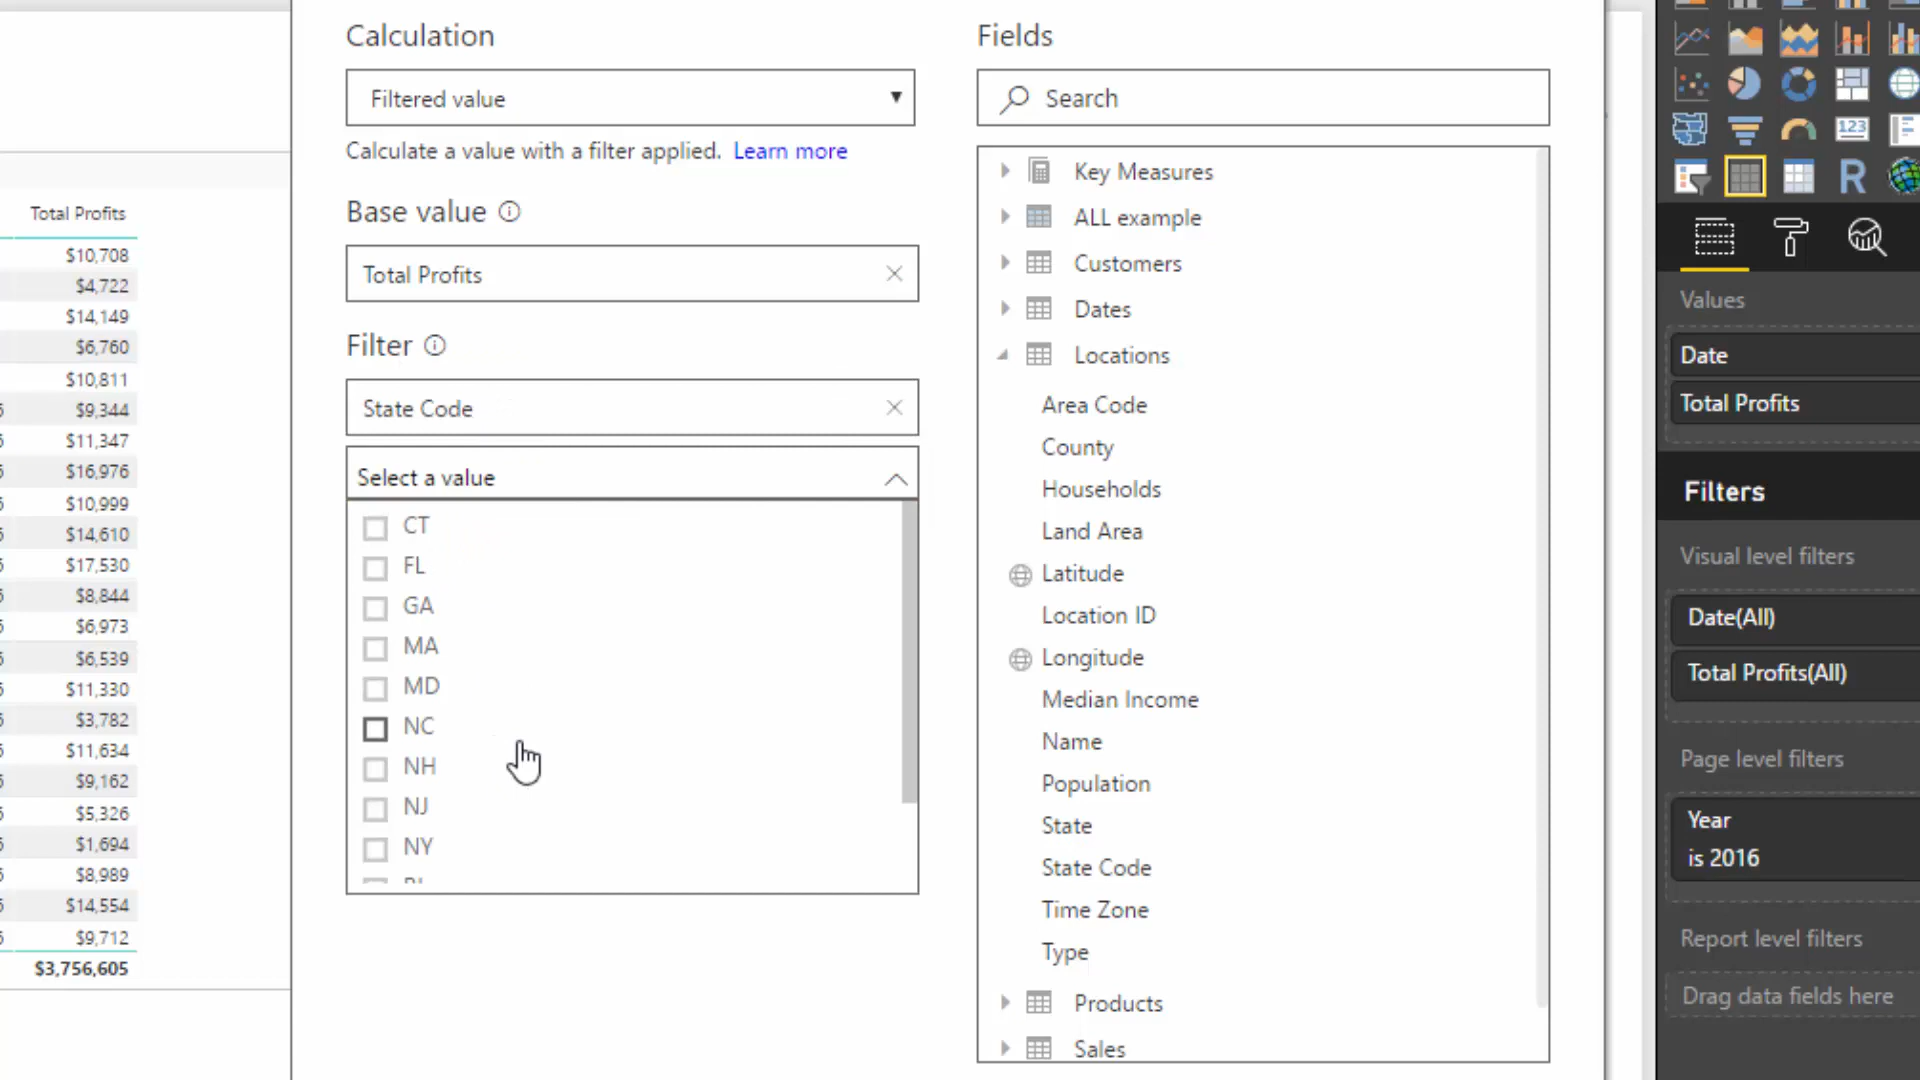 Total Profits
$10,708
$4,722
$14,149
$6,760
$10,811
$9,344
$11,347
$16,976
$10,999
$14,610
$17,530
$8,844
$6,973
$6,539
$11,330
$3,782
$11,634
$9,162
$5,326
$1,694
$8,989
$14,554
$9,712
$3,756,605
Calculation
Filtered value
Calculate a value with a filter applied. Learn more
Base value
Total Profits
Filter
State Code
Select a value
CT
FL
GA
MA
MD
NC
NH
NJ
NY
Fields
Search
Key Measures
ALL example
Customers
Dates
Locations
Area Code
County
Households
Land Area
Latitude
Location ID
Longitude
Median Income
Name
Population
State
State Code
Time Zone
Type
Products
Sales
123
R
Values
Date
Total Profits
Filters
Visual level filters
Date(All)
Total Profits(All)
Page level filters
Year
is 2016
Report level filters
Drag data fields here